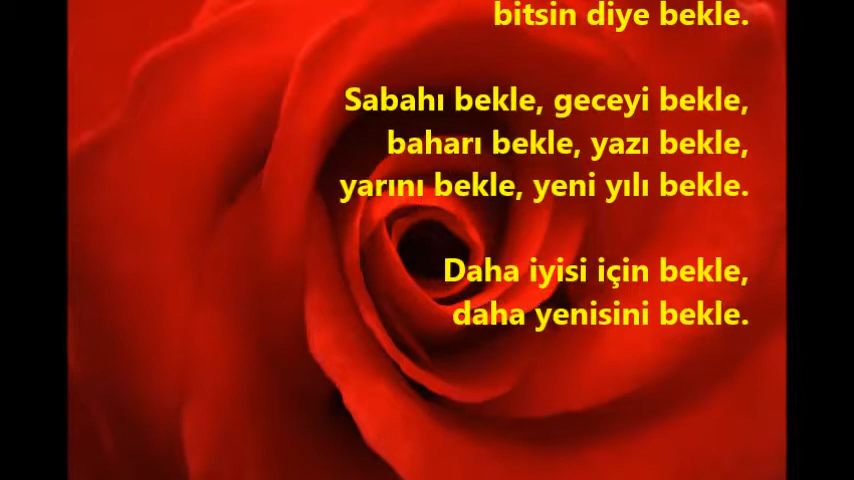 bitsin diye bekle.
Sabahı bekle, geceyi bekle,
baharı bekle, yazı bekle,
yarını bekle, yeni yılı bekle.
Daha iyisi için bekle,
daha yenisini bekle.